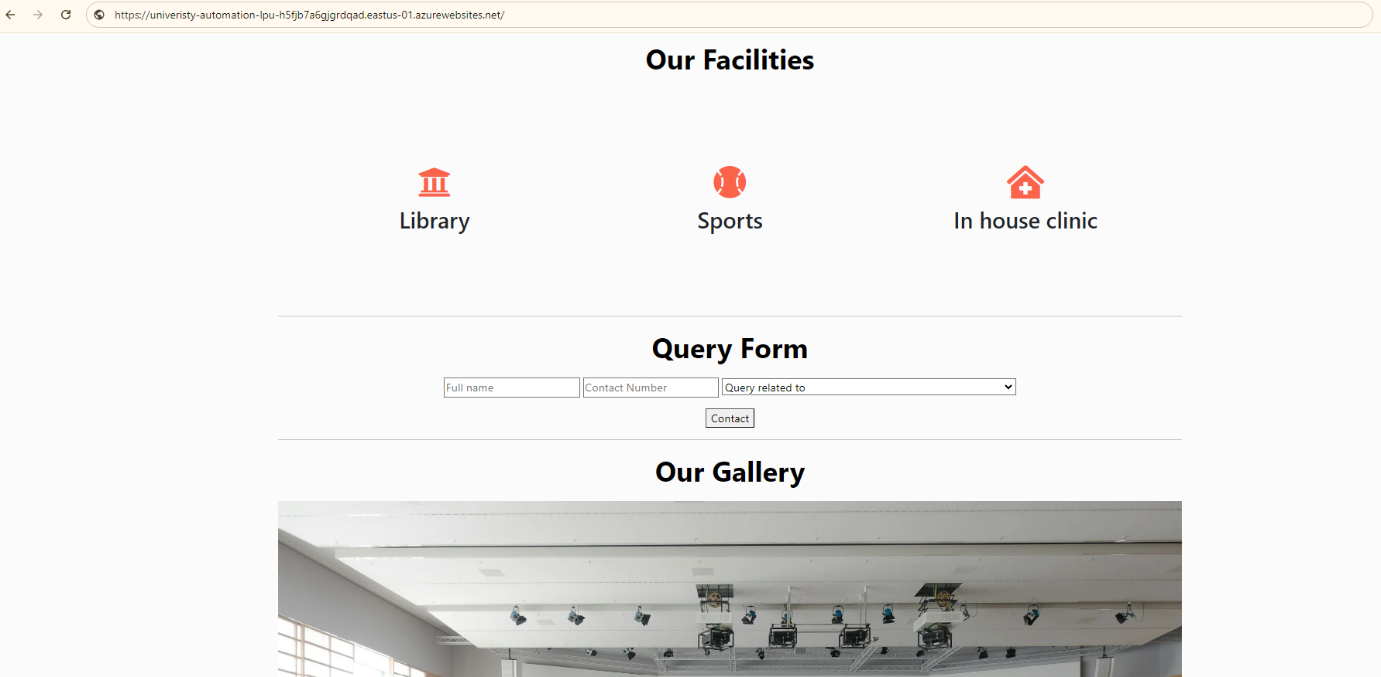 https://univeristy-automation-lpu-h5fjb7a6gjgrdqad.eastus-01.azurewebsites.net/
Our Facilities
Library Sports In house clinic
Query Form
Full name Contact Number Query related to
Contact
Our Gallery